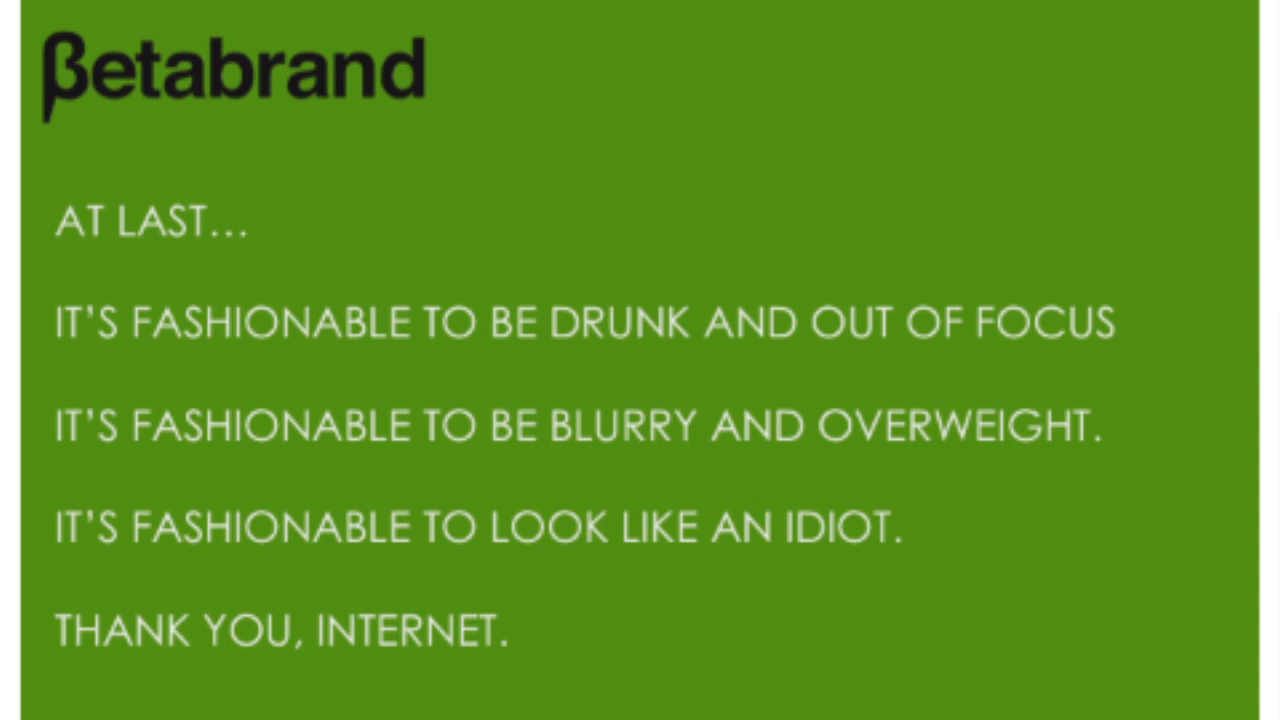 βetabrand
AT LAST…
IT’S FASHIONABLE TO BE DRUNK AND OUT OF FOCUS
IT’S FASHIONABLE TO BE BLURRY AND OVERWEIGHT.
IT’S FASHIONABLE TO LOOK LIKE AN IDIOT.
THANK YOU, INTERNET.